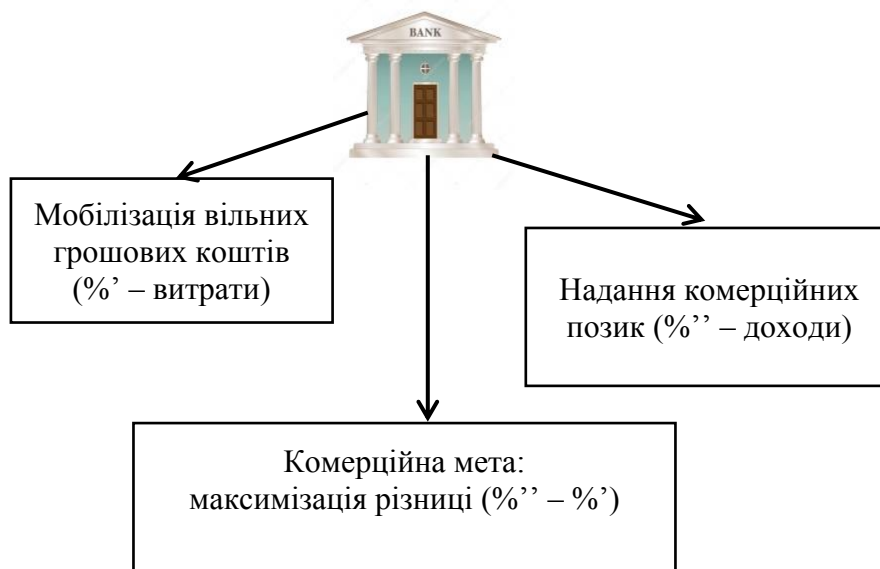 BANK
Мобілізація вільних
грошових коштів
(%’ – витрати)
Надання комерційних
позик (%’’ – доходи)
Комерційна мета:
максимізація різниці (%’’ – %’)